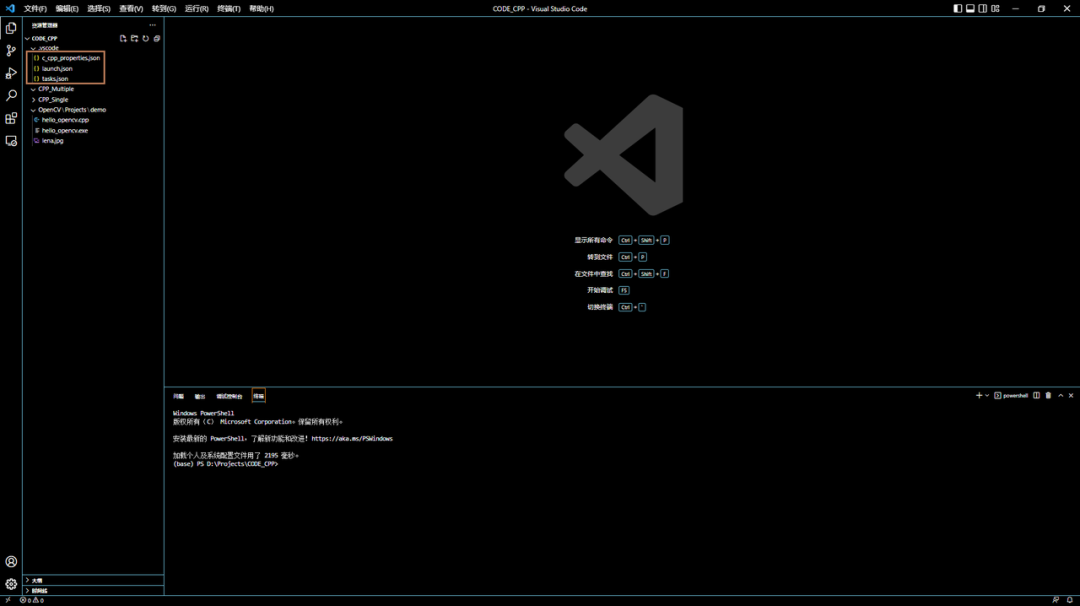 文件(F) 编辑(E) 选择(S) 查看(V) 转到(G) 运行(R) 终端(T) 帮助(H)
CODE_CPP - Visual Studio Code
资源管理器
CODE_CPP
.vscode
{} c_cpp_properties.json
{} launch.json
{} tasks.json
CPP_Multiple
CPP_Single
OpenCV\Projects\demo
hello_opencv.cpp
hello_opencv.exe
lena.jpg
显示所有命令 Ctrl + Shift + P
转到文件 Ctrl + P
在文件中查找 Ctrl + Shift + F
开始调试 F5
切换终端 Ctrl + `
问题 输出 调试控制台 终端
powershell
Windows PowerShell
版权所有 (C) Microsoft Corporation。保留所有权利。
安装最新的 PowerShell，了解新功能和改进！https://aka.ms/PSWindows
加载个人及系统配置文件用了 2195 毫秒。
(base) PS D:\Projects\CODE_CPP>
大纲
时间线
0 0